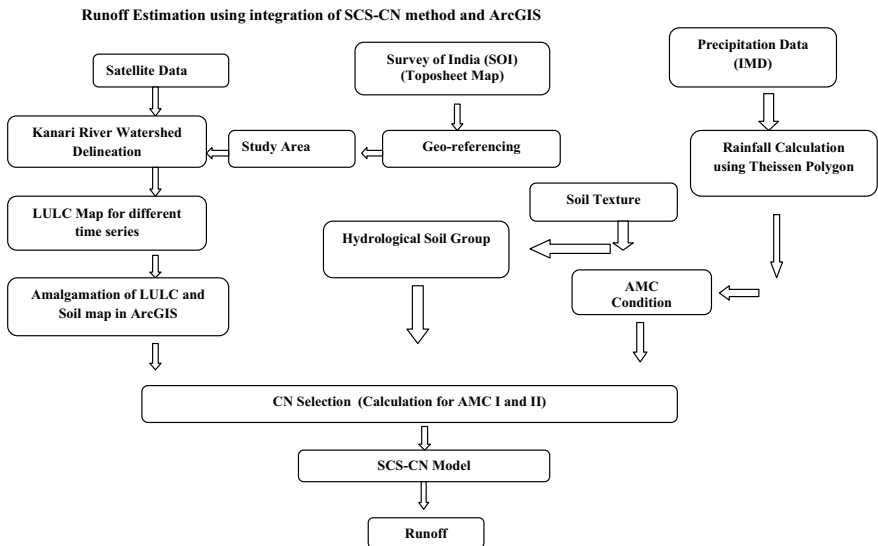 Runoff Estimation using integration of SCS-CN method and ArcGIS
Satellite Data
Survey of India (SOI)
(Toposheet Map)
Precipitation Data
(IMD)
Kanari River Watershed
Delineation
Study Area
Geo-referencing
Rainfall Calculation
using Theissen Polygon
LULC Map for different
time series
Soil Texture
Hydrological Soil Group
Amalgamation of LULC and
Soil map in ArcGIS
AMC
Condition
CN Selection (Calculation for AMC I and II)
SCS-CN Model
Runoff